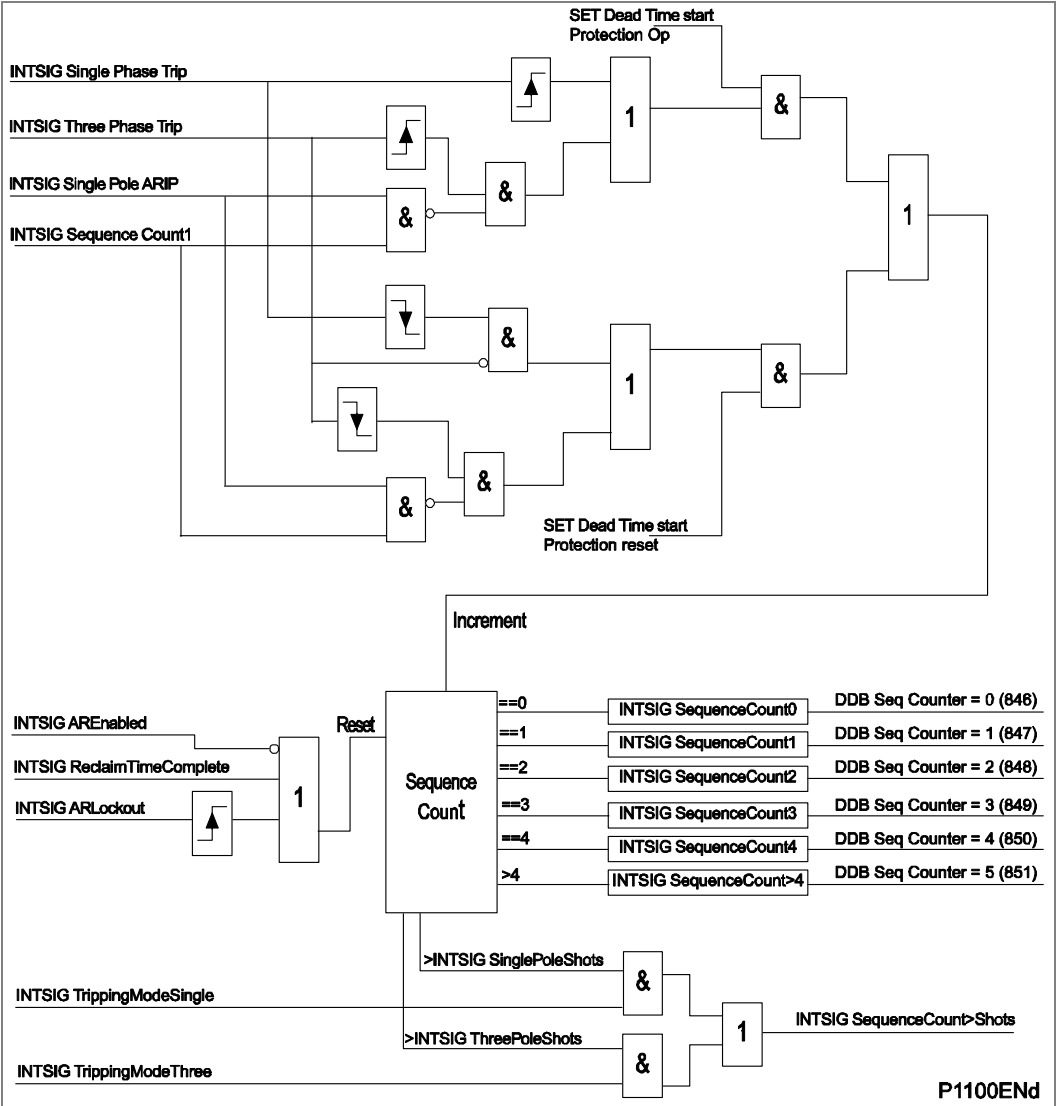 SET Dead Time start
Protection Op
INTSIG Single Phase Trip
1
&
INTSIG Three Phase Trip
INTSIG Single Pole ARIP
&
&
1
INTSIG Sequence Count1
&
1
&
&
&
SET Dead Time start
Protection reset
Increment
INTSIG AREnabled
Reset
INTSIG ReclaimTimeComplete
1
INTSIG ARLockout
Sequence
Count
==0
INTSIG SequenceCount0
DDB Seq Counter = 0 (846)
==1
INTSIG SequenceCount1
DDB Seq Counter = 1 (847)
==2
INTSIG SequenceCount2
DDB Seq Counter = 2 (848)
==3
INTSIG SequenceCount3
DDB Seq Counter = 3 (849)
==4
INTSIG SequenceCount4
DDB Seq Counter = 4 (850)
>4
INTSIG SequenceCount>4
DDB Seq Counter = 5 (851)
>INTSIG SinglePoleShots
&
INTSIG TrippingModeSingle
1
INTSIG SequenceCount>Shots
>INTSIG ThreePoleShots
&
INTSIG TrippingModeThree
P1100ENd